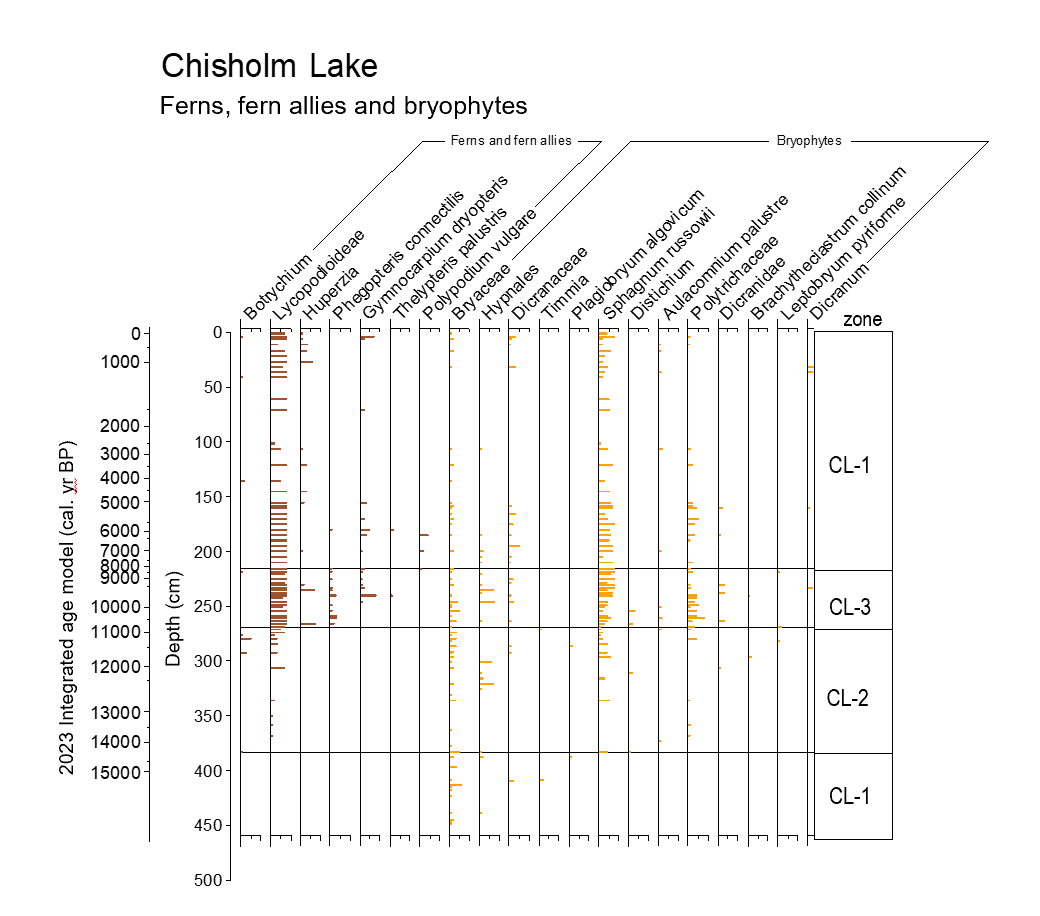 Chisholm Lake
Ferns, fern allies and bryophytes
Ferns and fern allies
Bryophytes
Botrychium
Lycopodioideae
Huperzia
Phegopteris connectilis
Gymnocarpium dryopteris
Thelypteris palustris
Polypodium vulgare
Bryaceae
Hypnales
Dicranaceae
Timmia
Plagiobryum algovicum
Sphagnum russowii
Distichium
Aulacomnium palustre
Polytrichaceae
Dicranidae
Brachytheciastrum collinum
Leptobryum pyriforme
Dicranum
zone
2023 Integrated age model (cal. yr BP)
0
1000
2000
3000
4000
5000
6000
7000
8000
9000
10000
11000
12000
13000
14000
15000
Depth (cm)
0
50
100
150
200
250
300
350
400
450
500
CL-1
CL-3
CL-2
CL-1